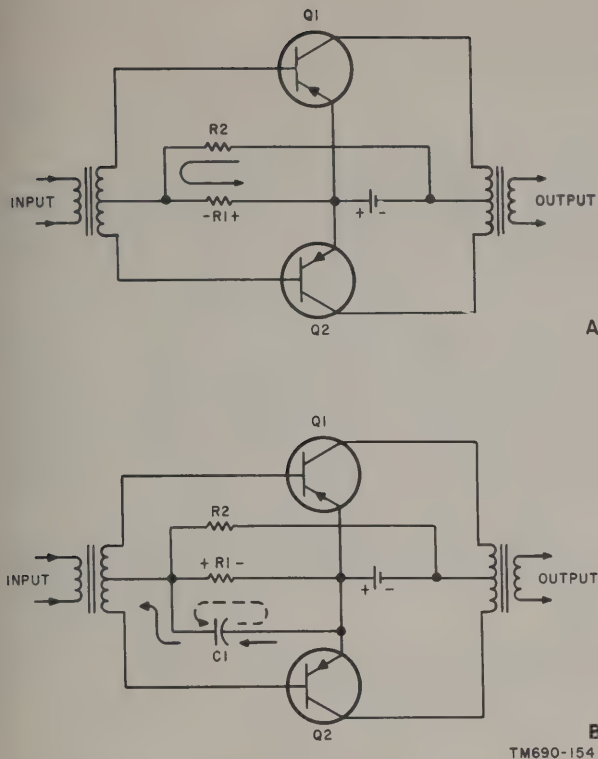 Q1
R2
INPUT
-R1+
+ -
OUTPUT
Q2
A
Q1
R2
+ R1 -
INPUT
+ -
OUTPUT
C1
Q2
B
TM690-154